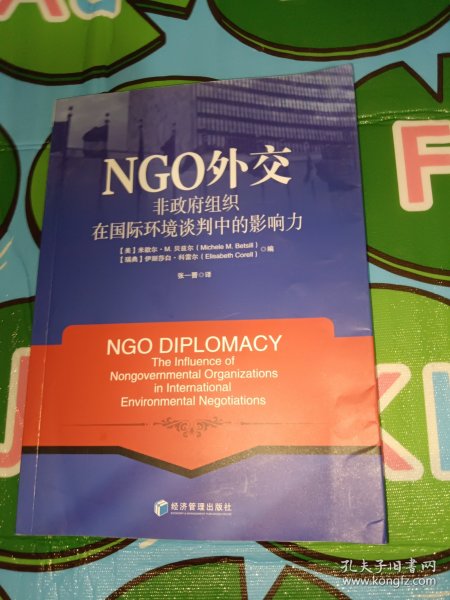 NGO外交
非政府组织
在国际环境谈判中的影响力
【美】米歇尔·M. 贝兹尔（Michele M. Betsill）
【瑞典】伊丽莎白·科雷尔（Elisabeth Corell）
◎编
张一罾◎译
NGO DIPLOMACY
The Influence of
Nongovernmental Organizations
in International
Environmental Negotiations
经济管理出版社
孔夫子旧书网
www.kongfz.com